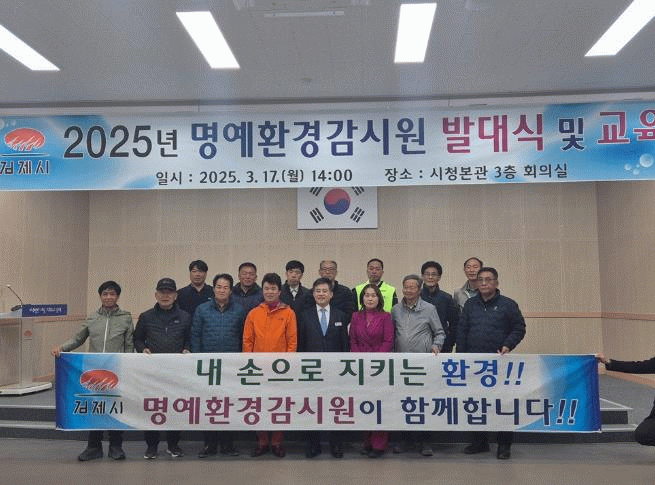 김제시
2025년 명예환경감시원 발대식 및 교육
일시 : 2025. 3. 17.(월) 14:00 장소 : 시청본관 3층 회의실
내 손으로 지키는 환경!!
김제시
명예환경감시원이 함께합니다!!